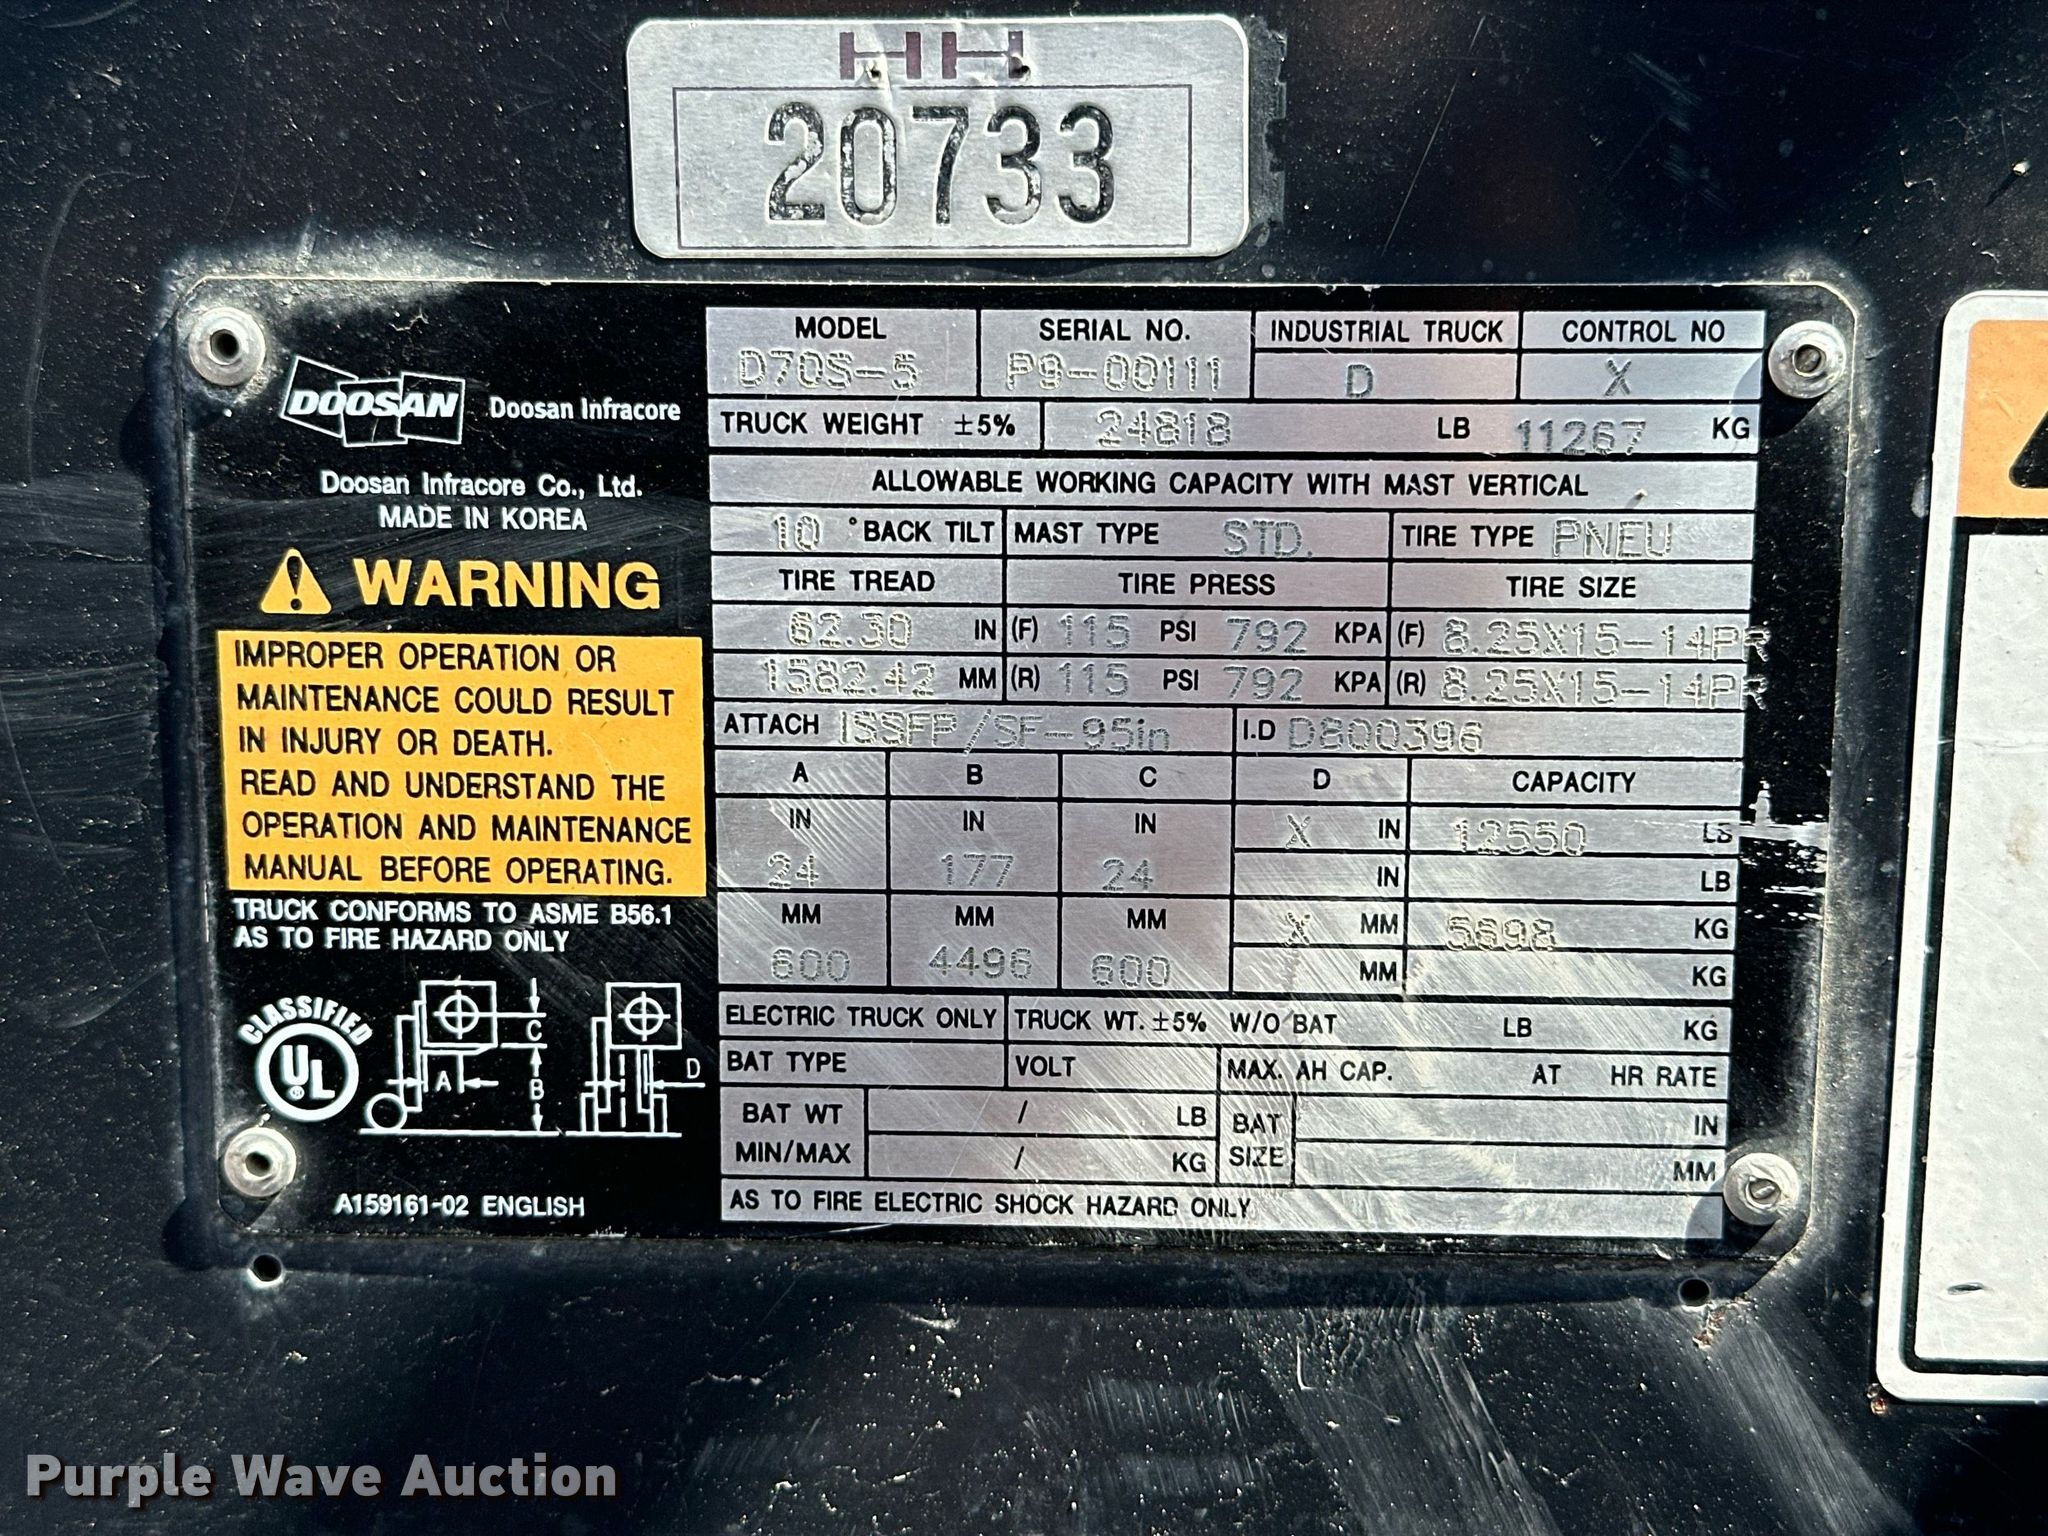 HH
20733
DOOSAN Doosan Infracore
Doosan Infracore Co., Ltd.
MADE IN KOREA
WARNING
IMPROPER OPERATION OR
MAINTENANCE COULD RESULT
IN INJURY OR DEATH.
READ AND UNDERSTAND THE
OPERATION AND MAINTENANCE
MANUAL BEFORE OPERATING.
TRUCK CONFORMS TO ASME B56.1
AS TO FIRE HAZARD ONLY
CLASSIFIED
UL ®
A B C D
A159161-02 ENGLISH
MODEL SERIAL NO. INDUSTRIAL TRUCK CONTROL NO
D70S-5 P9-00111 D X
TRUCK WEIGHT ±5% 24818 LB 11267 KG
ALLOWABLE WORKING CAPACITY WITH MAST VERTICAL
10 ° BACK TILT MAST TYPE STD. TIRE TYPE PNEU
TIRE TREAD TIRE PRESS TIRE SIZE
62.30 IN (F) 115 PSI 792 KPA (F) 8.25X15-14PR
1582.42 MM (R) 115 PSI 792 KPA (R) 8.25X15-14PR
ATTACH ISSFP/SF-95in I.D D800396
A B C D CAPACITY
IN IN IN X IN 12550 LB
24 177 24 IN LB
MM MM MM X MM 5698 KG
600 4496 600 MM KG
ELECTRIC TRUCK ONLY TRUCK WT. ±5% W/O BAT LB KG
BAT TYPE VOLT MAX. AH CAP. AT HR RATE
BAT WT / LB BAT IN
MIN/MAX / KG SIZE MM
AS TO FIRE ELECTRIC SHOCK HAZARD ONLY
Purple Wave Auction